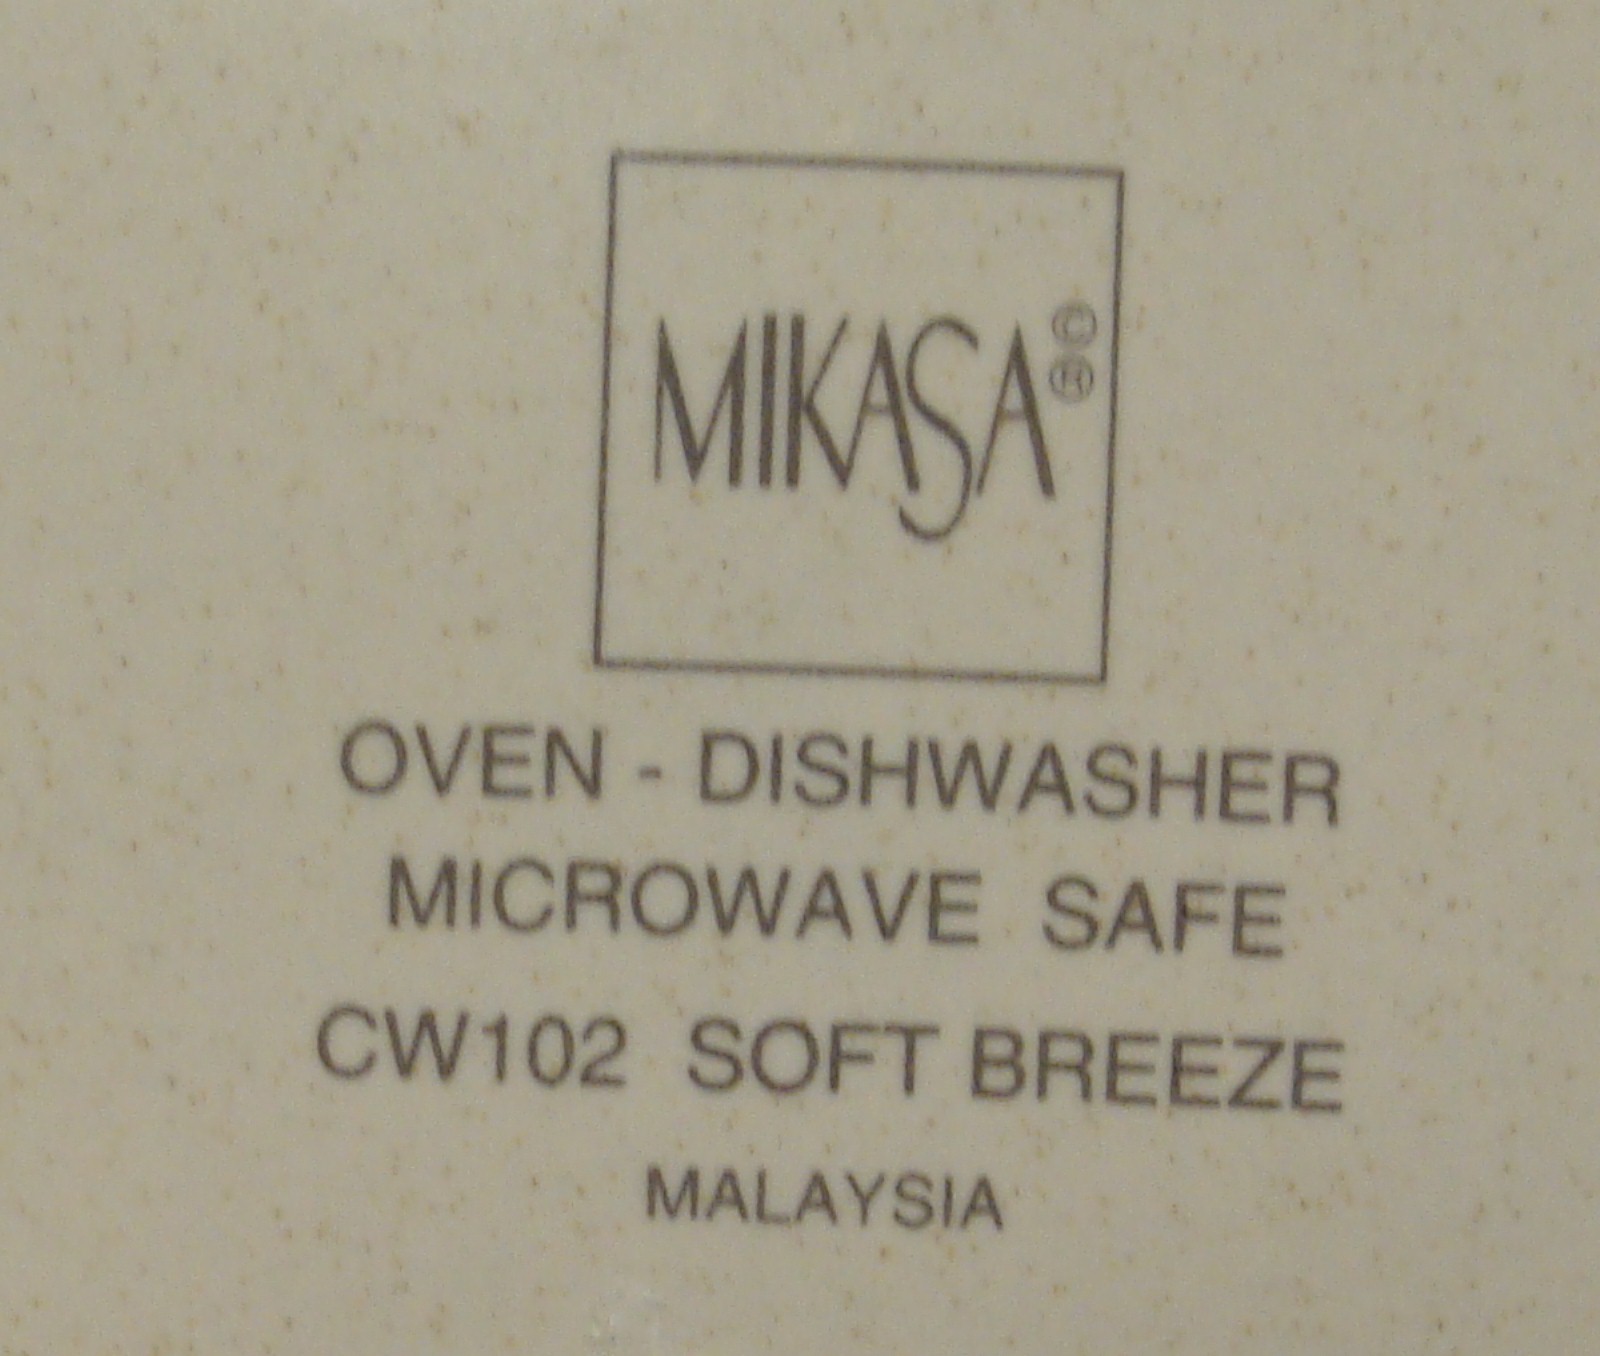 MIKASA®©
OVEN - DISHWASHER
MICROWAVE SAFE
CW102 SOFT BREEZE
MALAYSIA